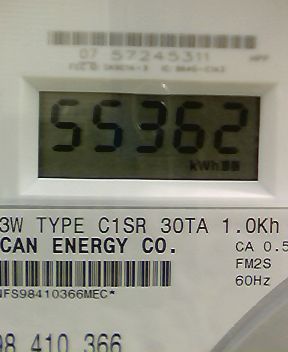 07 57245311
55362
kWh
3W TYPE C1SR 30TA 1.0Kh
CAN ENERGY CO.
CA 0.5
FM2S
60Hz
NFS98410366MEC*
98 410 366